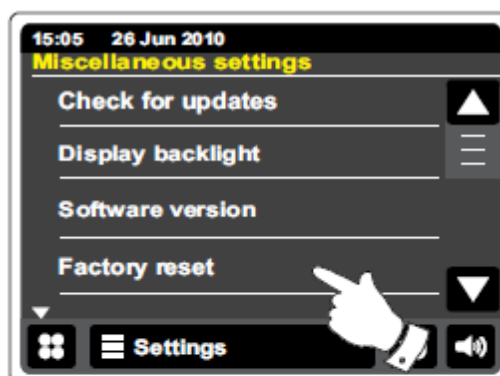 15:05 26 Jun 2010
Miscellaneous settings
Check for updates
Display backlight
Software version
Factory reset
Settings